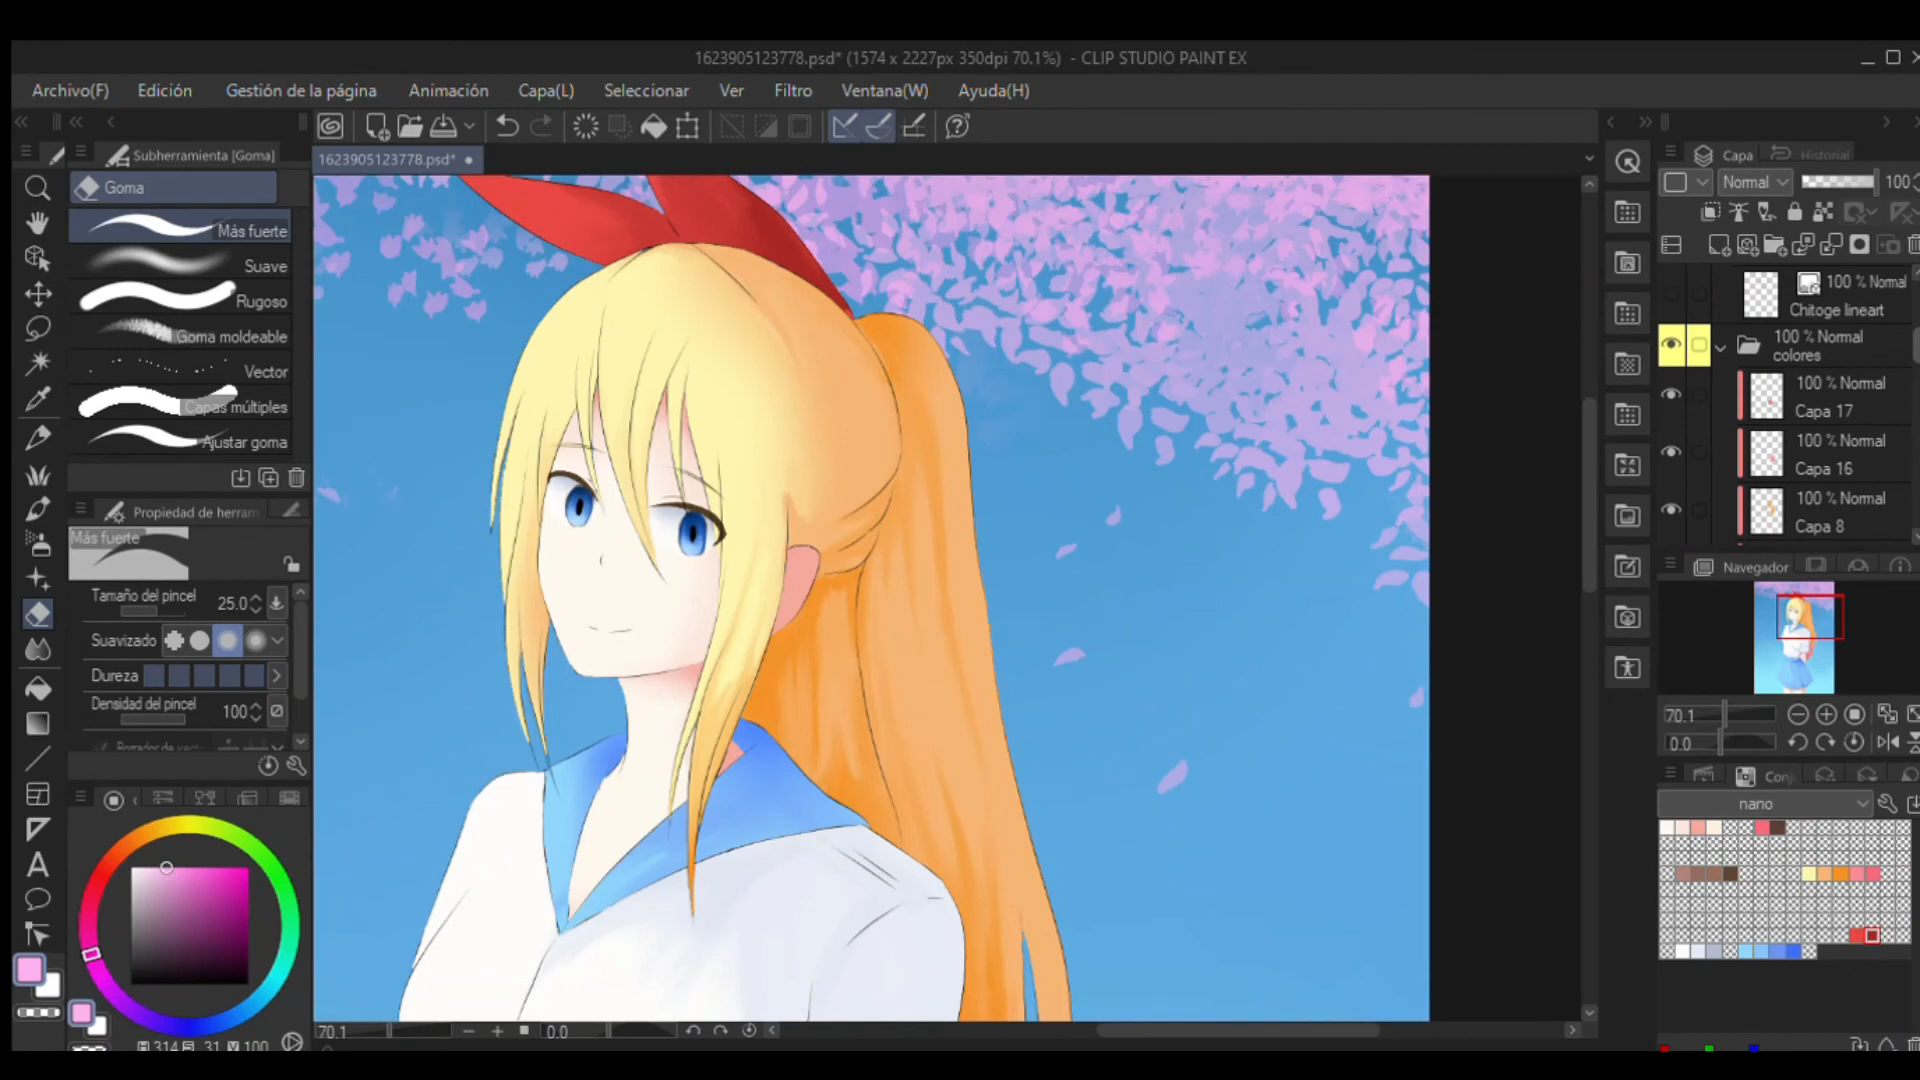 1623905123778.psd* (1574 x 2227px 350dpi 70.1%) - CLIP STUDIO PAINT EX
Archivo(F) Edición Gestión de la página Animación Capa(L) Seleccionar Ver Filtro Ventana(W) Ayuda(H)
Subherramienta [Goma]
1623905123778.psd*
Capa Historial
Goma
Normal 100
Más fuerte
Suave
Rugoso
Goma moldeable
Vector
Capas múltiples
Ajustar goma
100 % Normal
Chitoge lineart
100 % Normal
colores
100 % Normal
Capa 17
100 % Normal
Capa 16
100 % Normal
Capa 8
Propiedad de herram
Más fuerte
Tamaño del pincel 25.0
Suavizado
Dureza
Densidad del pincel 100
Navegador
70.1
0.0
Conj
nano
A
70.1 0.0
H 314 S 31 V 100